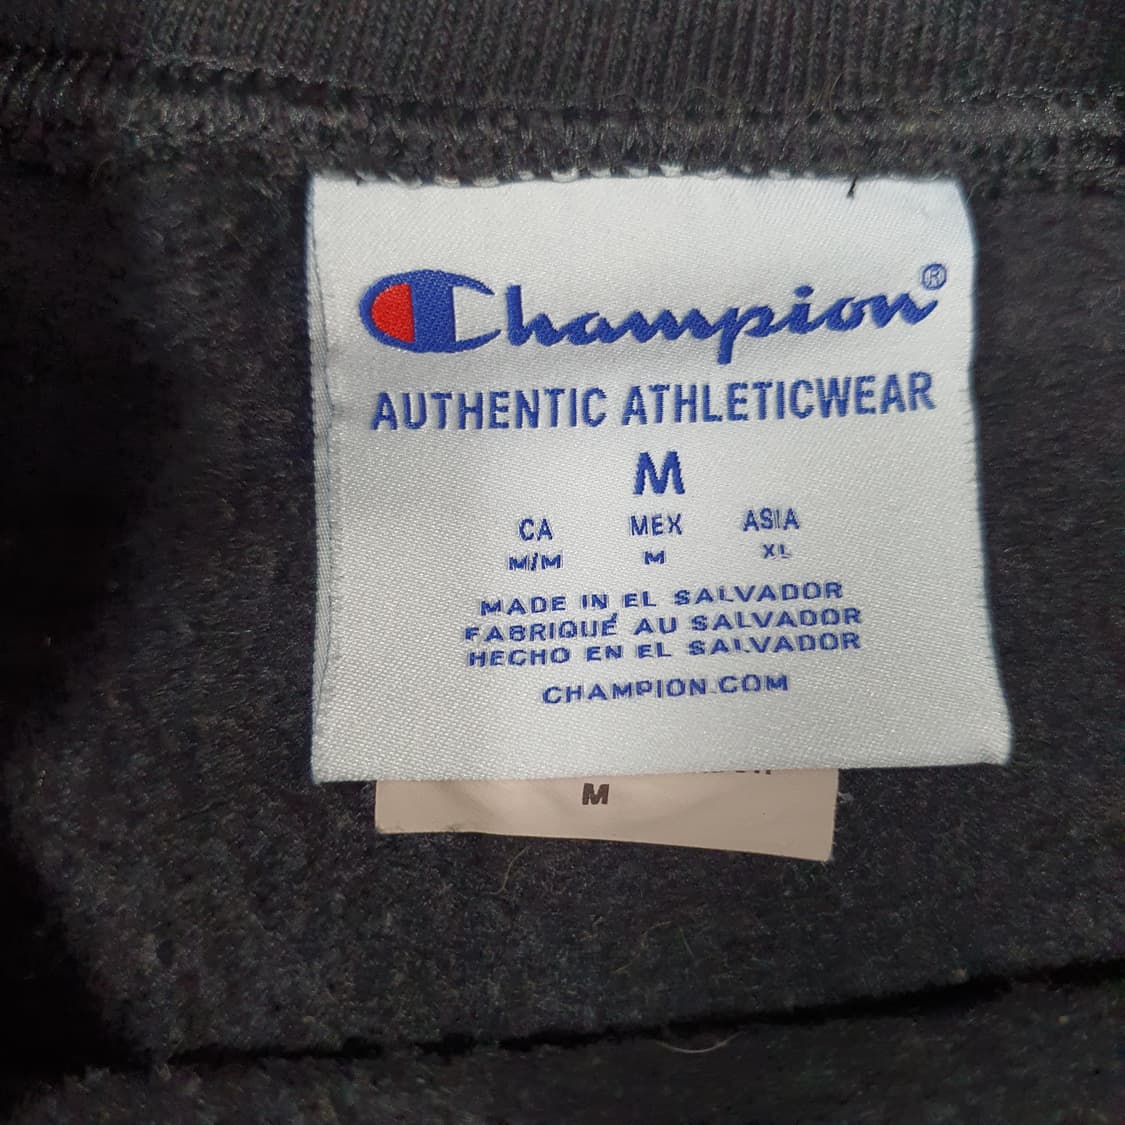 Champion®
AUTHENTIC ATHLETICWEAR
M
CA MEX ASIA
M/M M XL
MADE IN EL SALVADOR
FABRIQUÉ AU SALVADOR
HECHO EN EL SALVADOR
CHAMPION.COM
M